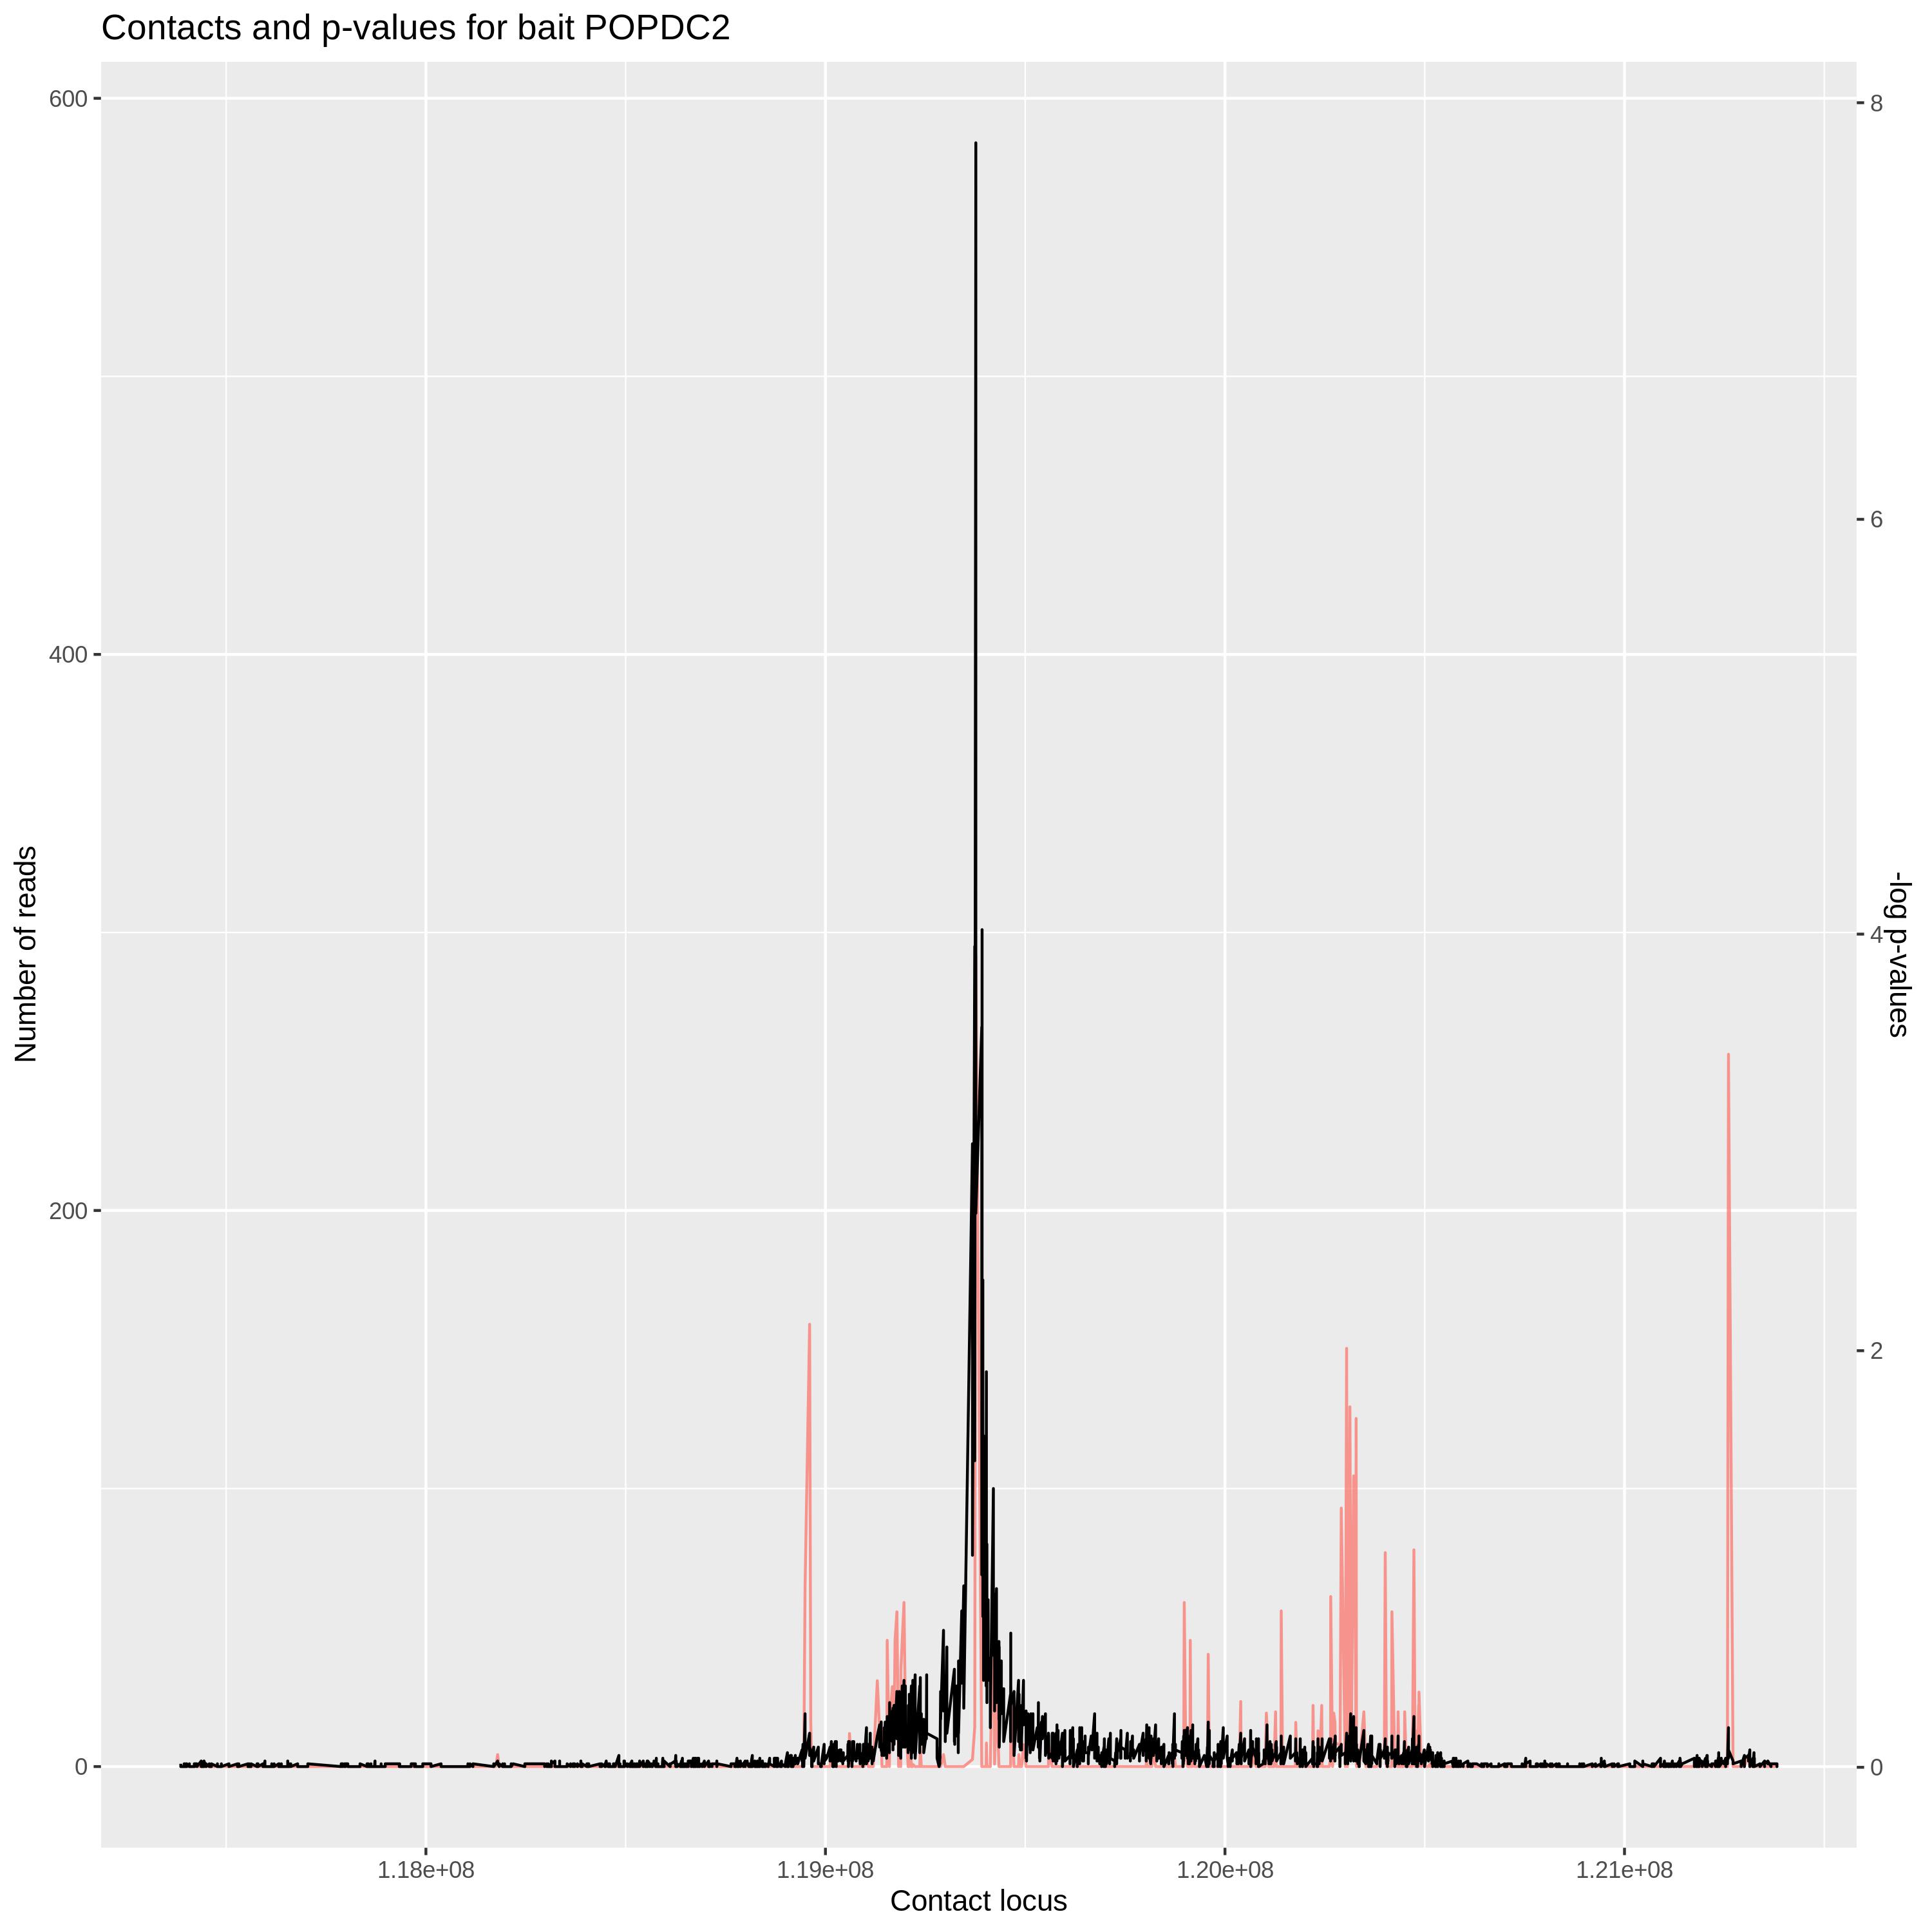 Contacts and p-values for bait POPDC2
600
400
200
0
Number of reads
8
6
4
2
0
-log p-values
1.18e+08
1.19e+08
1.20e+08
1.21e+08
Contact locus